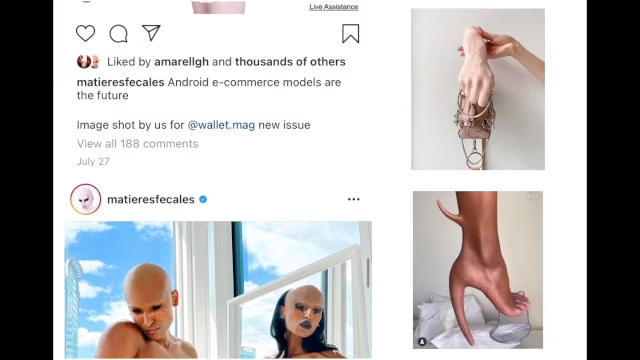 Live Assistance
Liked by amarellgh and thousands of others
matieresfecales Android e-commerce models are
the future
Image shot by us for @wallet.mag new issue
View all 188 comments
July 27
matieresfecales